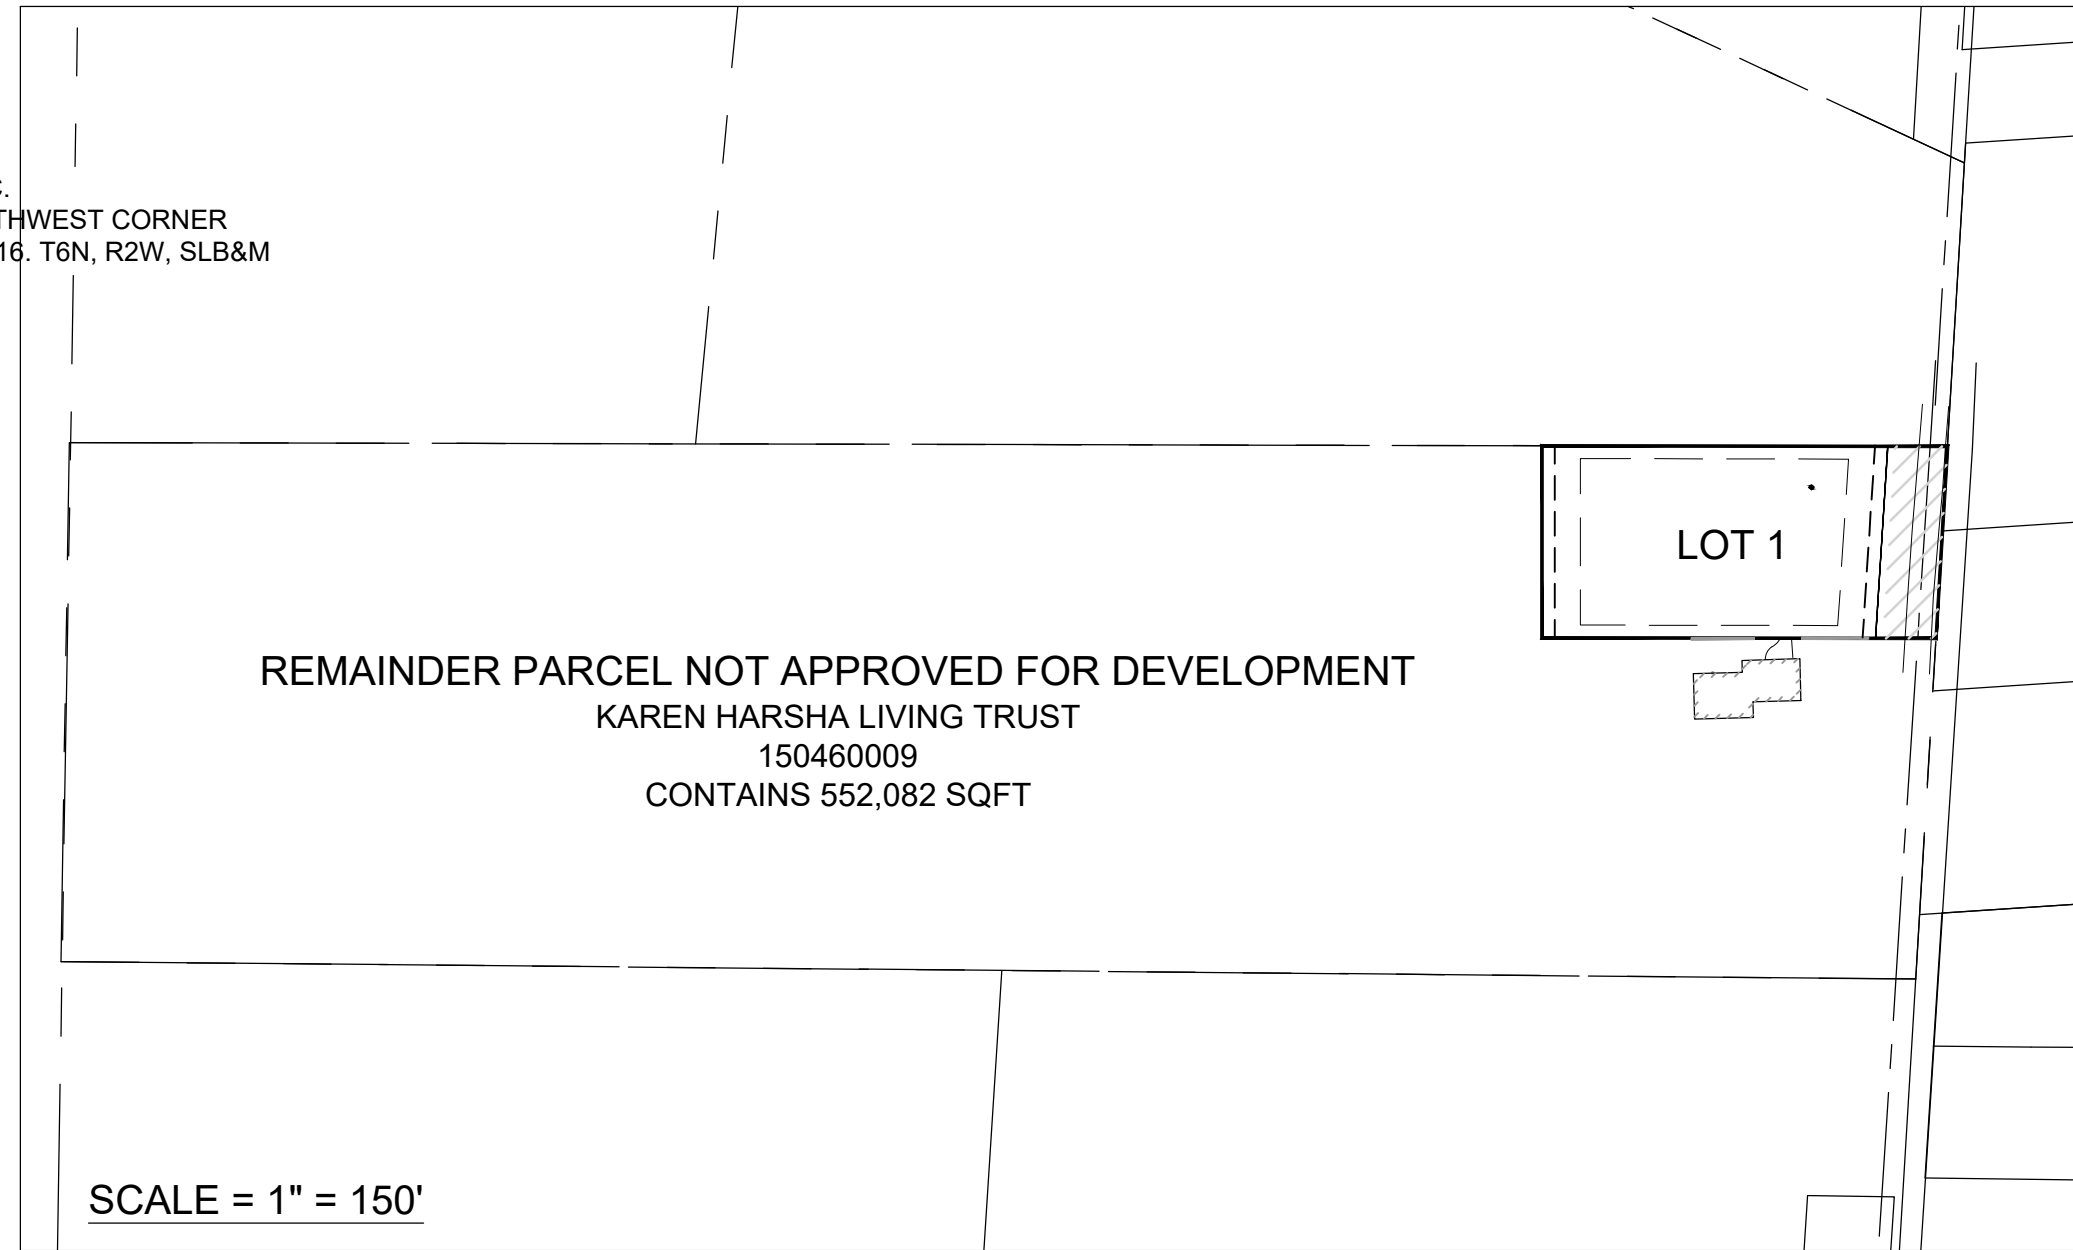 C.
THWEST CORNER
16. T6N, R2W, SLB&M
LOT 1
REMAINDER PARCEL NOT APPROVED FOR DEVELOPMENT
KAREN HARSHA LIVING TRUST
150460009
CONTAINS 552,082 SQFT
SCALE = 1" = 150'